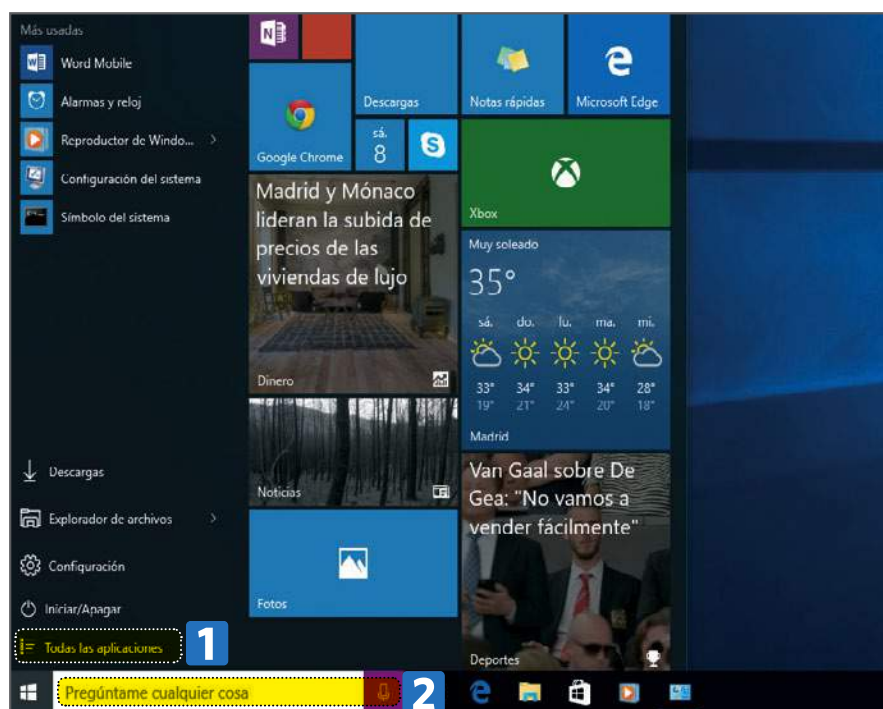 Más usadas
Word Mobile
Alarmas y reloj
Reproductor de Windo...
Configuración del sistema
Símbolo del sistema
Descargas
Explorador de archivos
Configuración
Iniciar/Apagar
Todas las aplicaciones
1
Pregúntame cualquier cosa
2
Descargas
Google Chrome
sá.
8
Madrid y Mónaco
lideran la subida de
precios de las
viviendas de lujo
Dinero
Noticias
Fotos
Notas rápidas
Microsoft Edge
Xbox
Muy soleado
35°
sá. do. lu. ma. mi.
33° 34° 33° 34° 28°
19° 21° 24° 20° 18°
Madrid
Van Gaal sobre De
Gea: "No vamos a
vender fácilmente"
Deportes